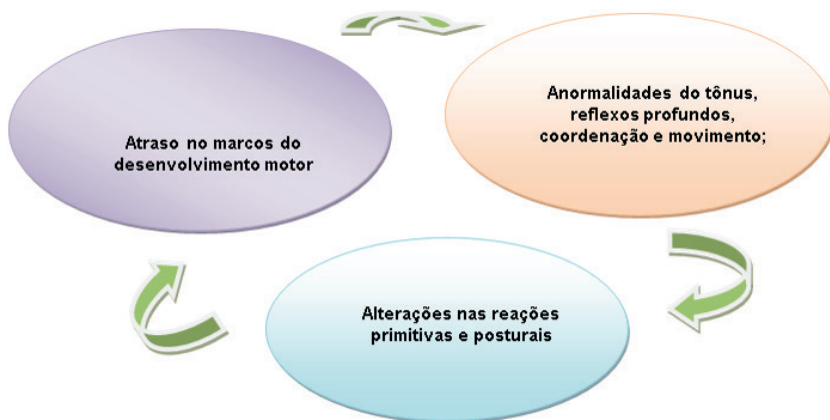 Atraso no marcos do
desenvolvimento motor
Anormalidades do tônus,
reflexos profundos,
coordenação e movimento;
Alterações nas reações
primitivas e posturais